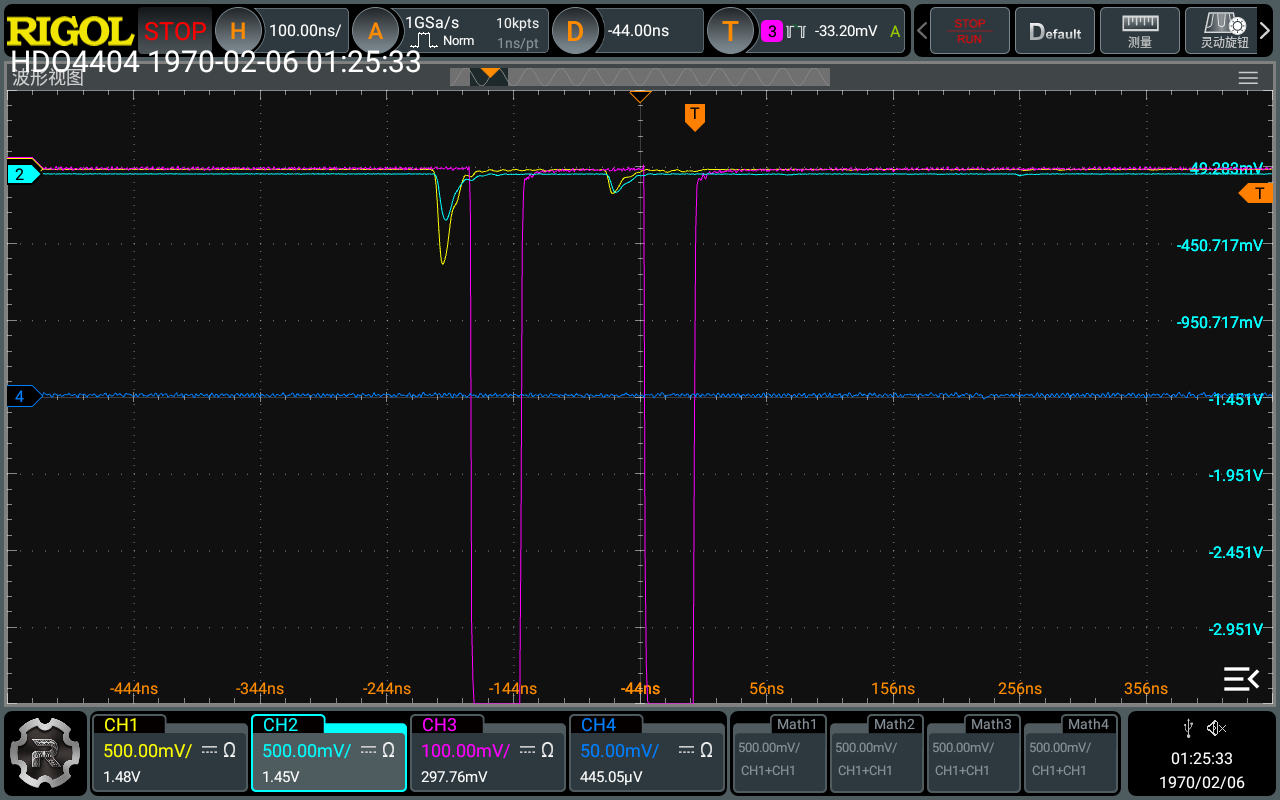 RIGOL STOP H 100.00ns/ A 1GSa/s Norm 10kpts 1ns/pt D -44.00ns T 3 -33.20mV A STOP RUN Default 测量 灵动旋钮
HDO4404 1970-02-06 01:25:33
波形视图
T
2 49.283mV
T
-450.717mV
-950.717mV
4 -1.451V
-1.951V
-2.451V
-2.951V
-444ns -344ns -244ns -144ns -44ns 56ns 156ns 256ns 356ns
CH1 CH2 CH3 CH4 Math1 Math2 Math3 Math4
500.00mV/ Ω 500.00mV/ Ω 100.00mV/ Ω 50.00mV/ Ω 500.00mV/ 500.00mV/ 500.00mV/ 500.00mV/
1.48V 1.45V 297.76mV 445.05µV CH1+CH1 CH1+CH1 CH1+CH1 CH1+CH1
R
01:25:33
1970/02/06